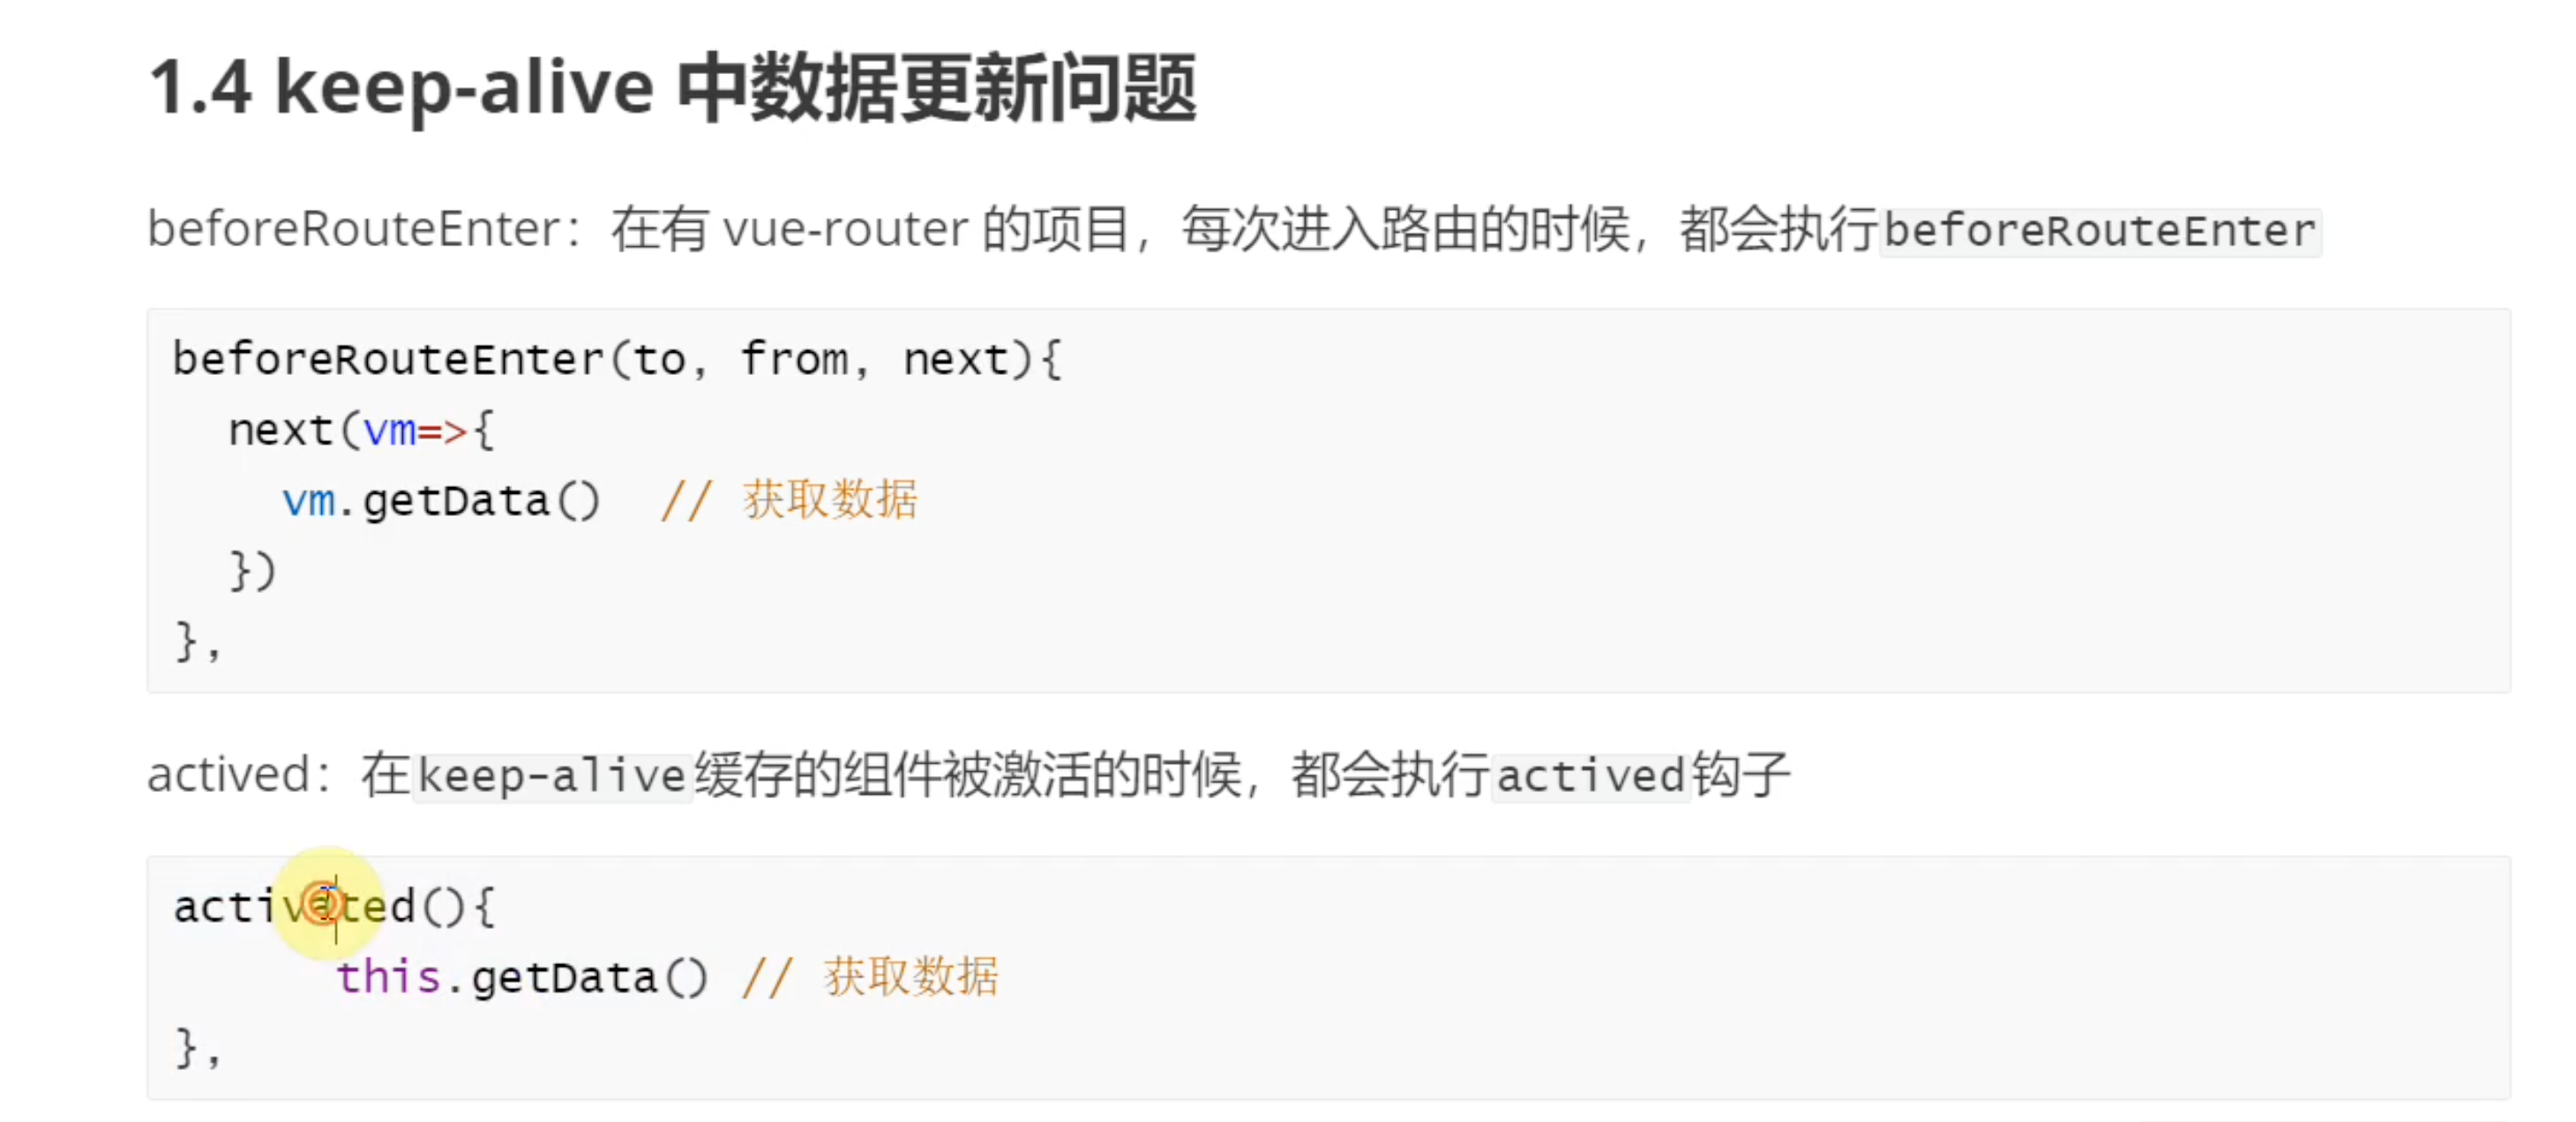 1.4 keep-alive 中数据更新问题
beforeRouteEnter：在有 vue-router 的项目，每次进入路由的时候，都会执行beforeRouteEnter
beforeRouteEnter(to, from, next){
next(vm=>{
vm.getData() // 获取数据
})
},
actived：在keep-alive缓存的组件被激活的时候，都会执行actived钩子
activated(){
this.getData() // 获取数据
},